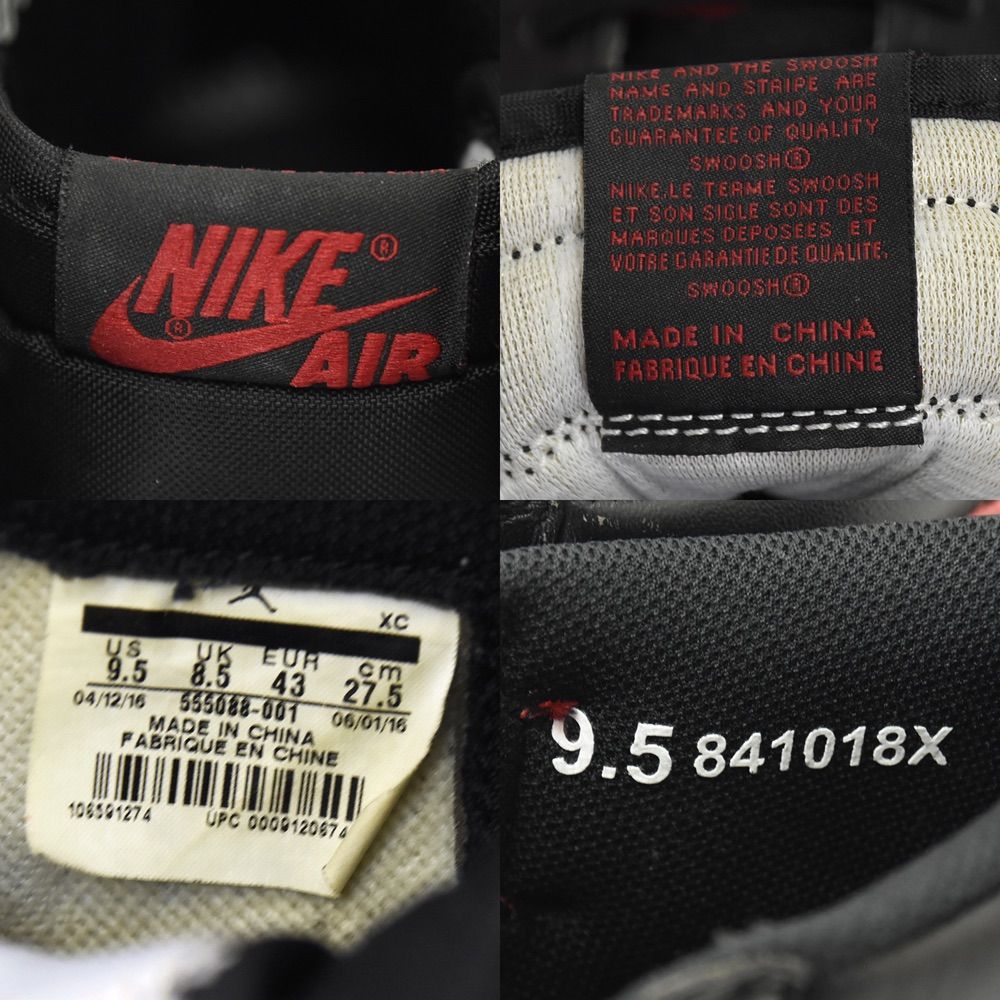 NIKE®
®
AIR
NIKE AND THE SWOOSH
NAME AND STRIPE ARE
TRADEMARKS AND YOUR
GUARANTEE OF QUALITY
SWOOSH®
NIKE, LE TERME SWOOSH
ET SON SIGLE SONT DES
MARQUES DEPOSEES ET
VOTRE GARANTIE DE QUALITE.
SWOOSH®
MADE IN CHINA
FABRIQUE EN CHINE
XC
US UK EUR cm
9.5 8.5 43 27.5
04/12/16 555088-001 06/01/16
MADE IN CHINA
FABRIQUE EN CHINE
106591274 UPC 0009120674
9.5 841018X